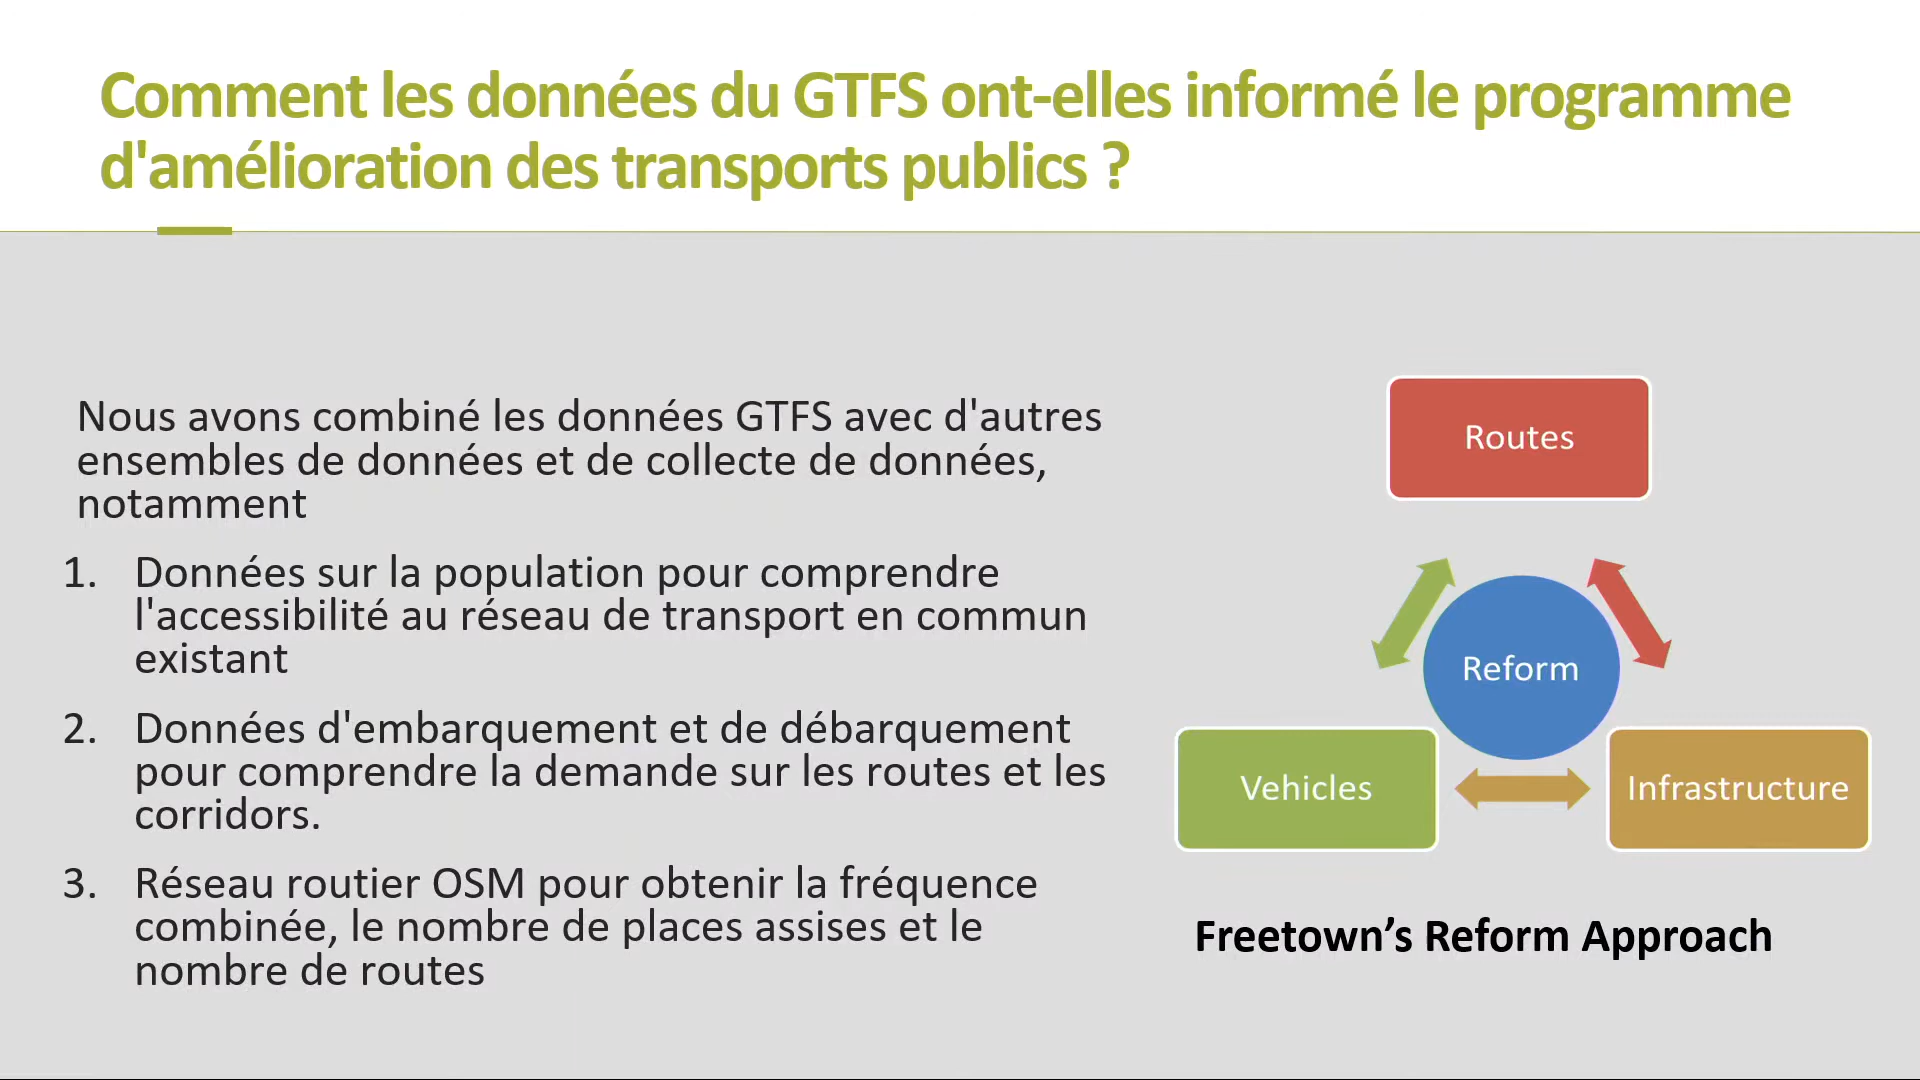 Comment les données du GTFS ont-elles informé le programme
d'amélioration des transports publics ?
Nous avons combiné les données GTFS avec d'autres
ensembles de données et de collecte de données,
notamment
1. Données sur la population pour comprendre
l'accessibilité au réseau de transport en commun
existant
2. Données d'embarquement et de débarquement
pour comprendre la demande sur les routes et les
corridors.
3. Réseau routier OSM pour obtenir la fréquence
combinée, le nombre de places assises et le
nombre de routes
Routes
Reform
Vehicles
Infrastructure
Freetown’s Reform Approach